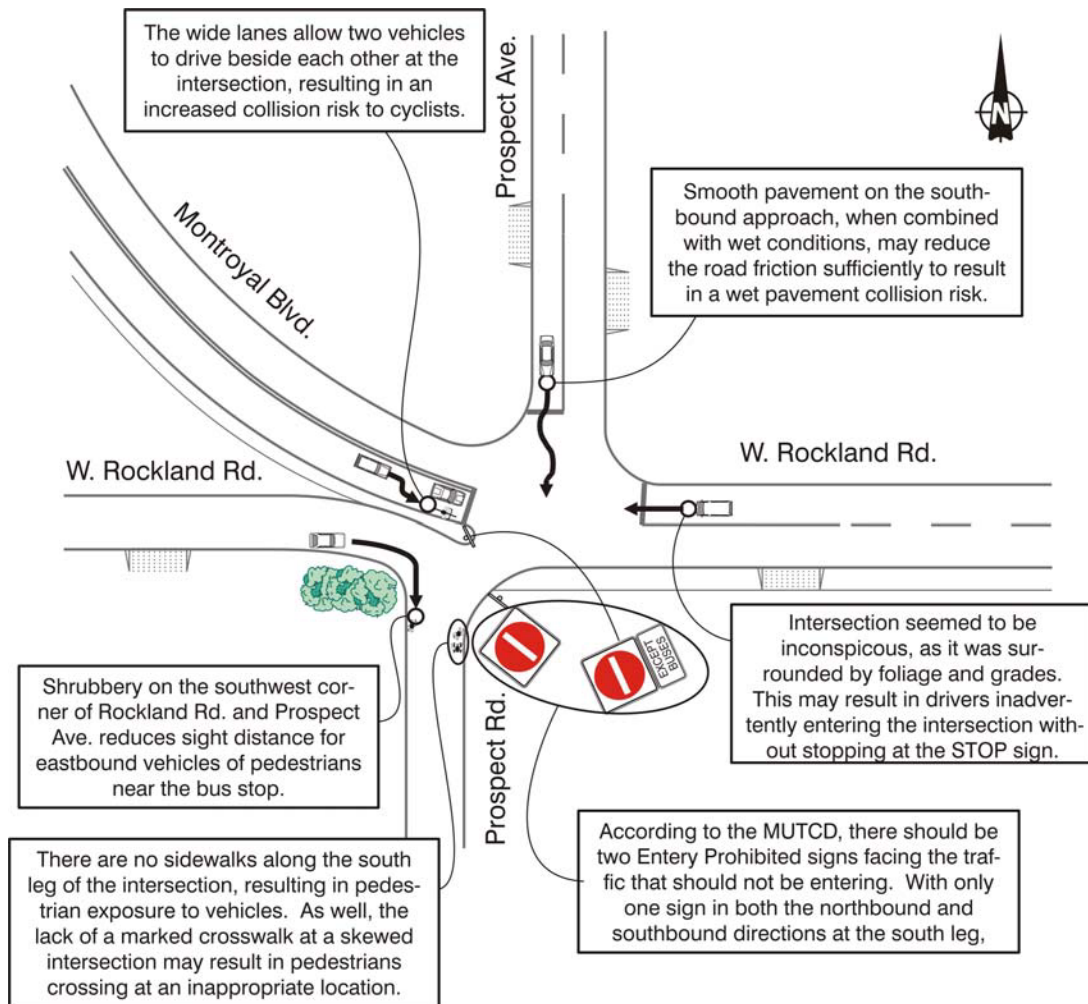 The wide lanes allow two vehicles
to drive beside each other at the
intersection, resulting in an
increased collision risk to cyclists.
Prospect Ave.
N
Smooth pavement on the south-
bound approach, when combined
with wet conditions, may reduce
the road friction sufficiently to result
in a wet pavement collision risk.
Montroyal Blvd.
W. Rockland Rd.
W. Rockland Rd.
EXCEPT
BUSES
Intersection seemed to be
inconspicous, as it was sur-
rounded by foliage and grades.
This may result in drivers inadver-
tently entering the intersection with-
out stopping at the STOP sign.
Shrubbery on the southwest cor-
ner of Rockland Rd. and Prospect
Ave. reduces sight distance for
eastbound vehicles of pedestrians
near the bus stop.
Prospect Rd.
There are no sidewalks along the south
leg of the intersection, resulting in pedes-
trian exposure to vehicles. As well, the
lack of a marked crosswalk at a skewed
intersection may result in pedestrians
crossing at an inappropriate location.
According to the MUTCD, there should be
two Entery Prohibited signs facing the traf-
fic that should not be entering. With only
one sign in both the northbound and
southbound directions at the south leg,